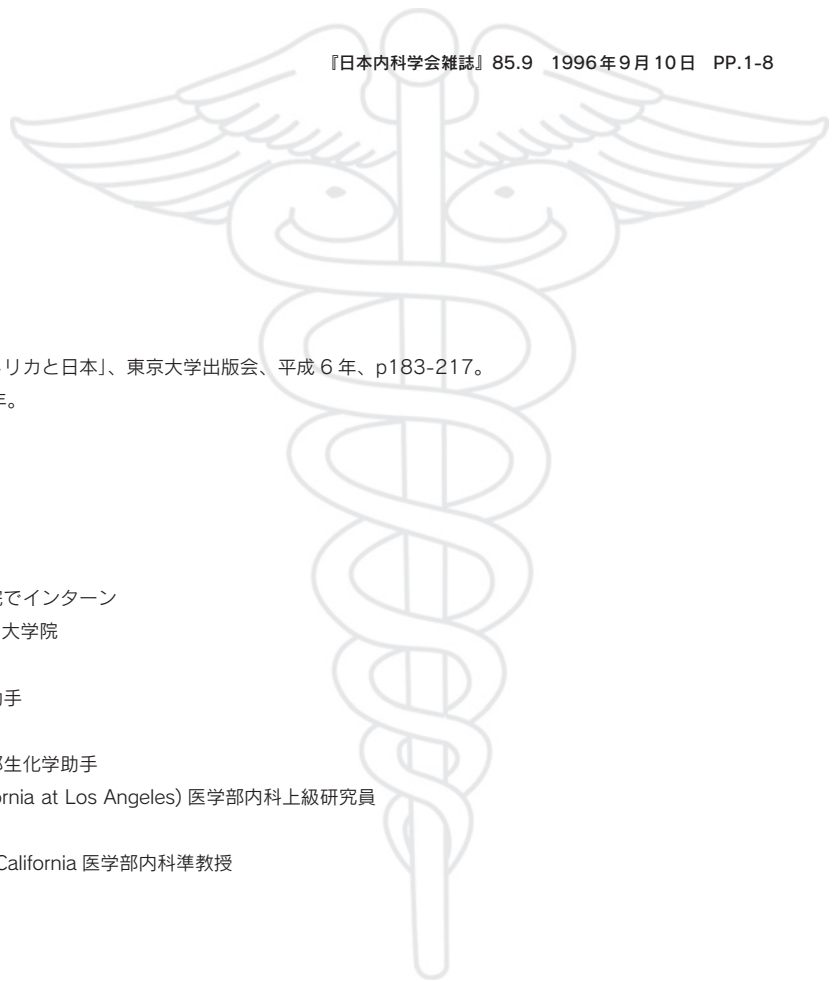 『日本内科学会雑誌』85.9 1996年9月10日 PP.1-8
リカと日本」、東京大学出版会、平成 6 年、p183-217。
年。
でインターン
大学院
手
生化学助手
rnia at Los Angeles) 医学部内科上級研究員
California 医学部内科準教授